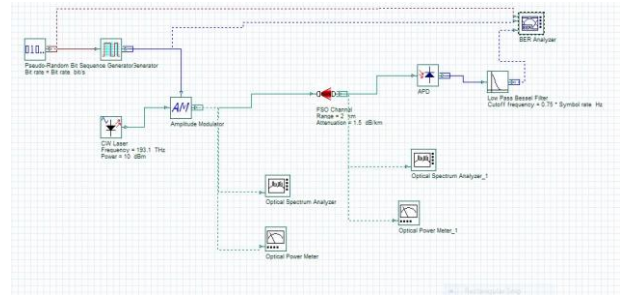 BER Analyzer
010..
Pseudo-Random Bit Sequence GeneratorGenerator
Bit rate = Bit rate bit/s
AM
Amplitude Modulator
CW Laser
Frequency = 193.1 THz
Power = 10 dBm
FSO Channel
Range = 2 km
Attenuation = 1.5 dB/km
APD
Low Pass Bessel Filter
Cutoff frequency = 0.75 * Symbol rate Hz
Optical Spectrum Analyzer
Optical Spectrum Analyzer_1
Optical Power Meter
Optical Power Meter_1